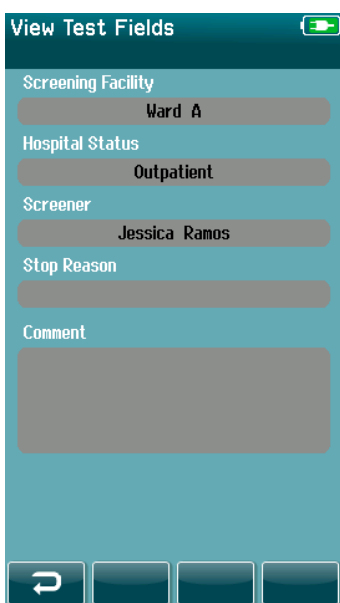 View Test Fields
Screening Facility
Ward A
Hospital Status
Outpatient
Screener
Jessica Ramos
Stop Reason
Comment